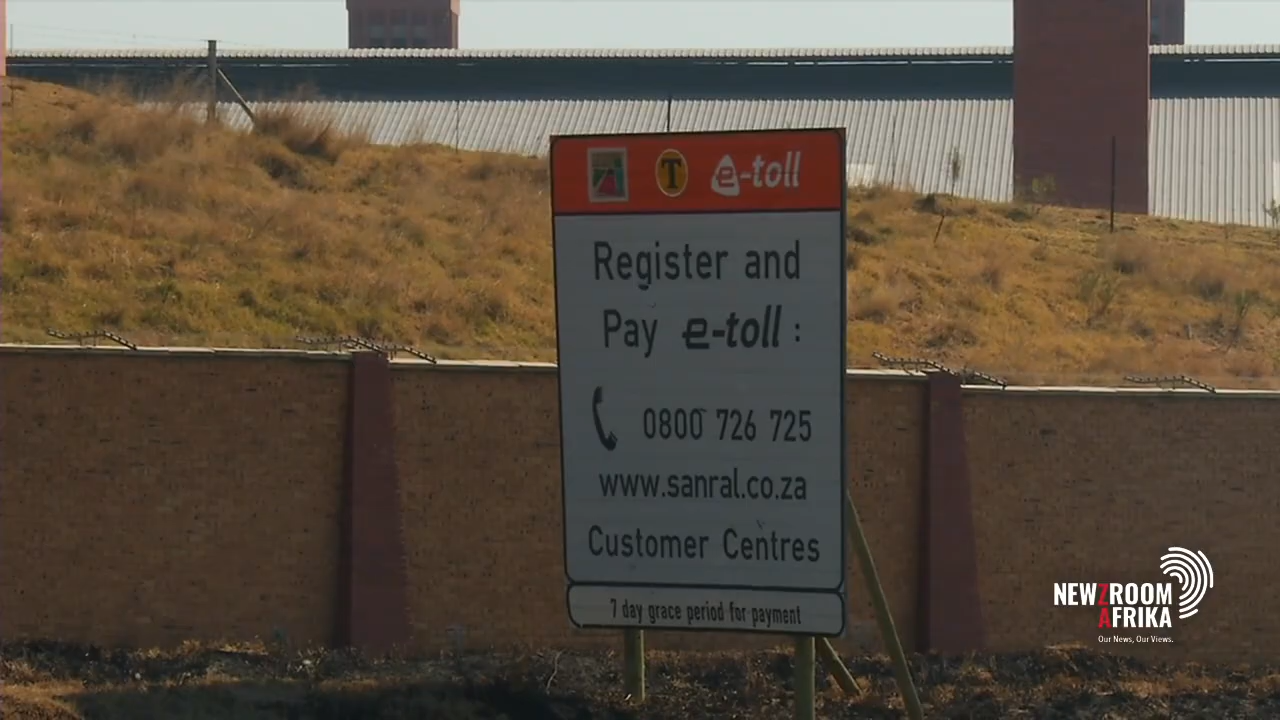 T e-toll
Register and
Pay e-toll :
0800 726 725
www.sanral.co.za
Customer Centres
7 day grace period for payment
NEWZROOM
AFRIKA
Our News, Our Views.